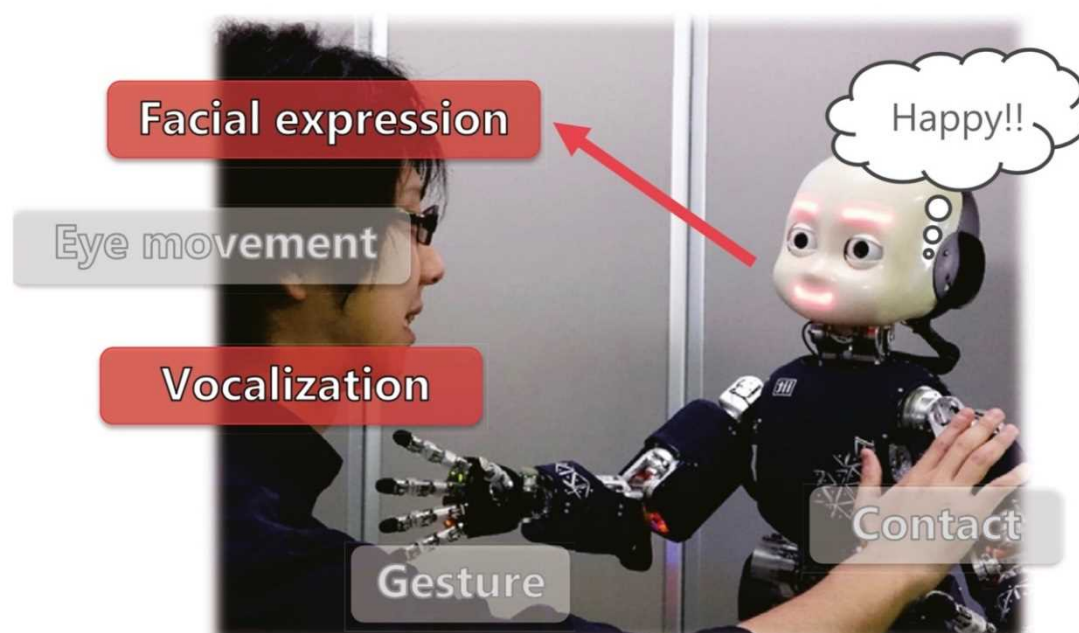 Facial expression
Happy!!
Eye movement
Vocalization
Contact
Gesture